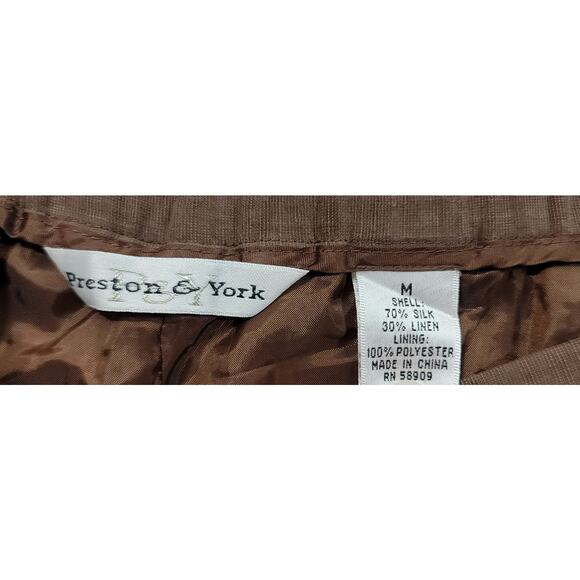 Preston & York
M
SHELL:
70% SILK
30% LINEN
LINING:
100% POLYESTER
MADE IN CHINA
RN 58909